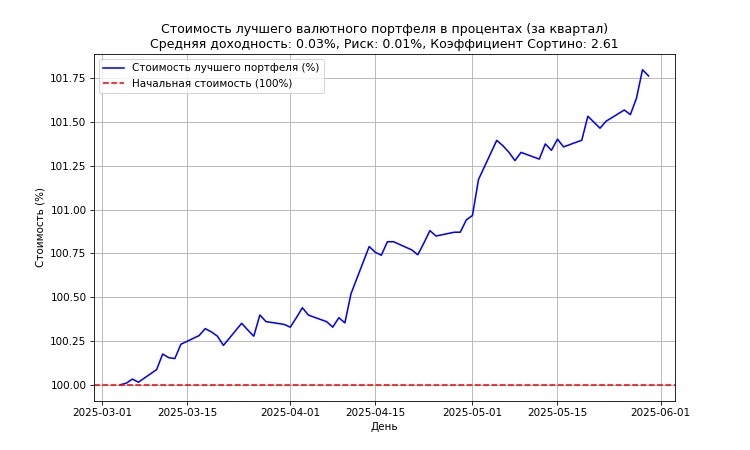 Стоимость лучшего валютного портфеля в процентах (за квартал)
Средняя доходность: 0.03%, Риск: 0.01%, Коэффициент Сортино: 2.61
Стоимость лучшего портфеля (%)
Начальная стоимость (100%)
Стоимость (%)
101.75
101.50
101.25
101.00
100.75
100.50
100.25
100.00
2025-03-01 2025-03-15 2025-04-01 2025-04-15 2025-05-01 2025-05-15 2025-06-01
День